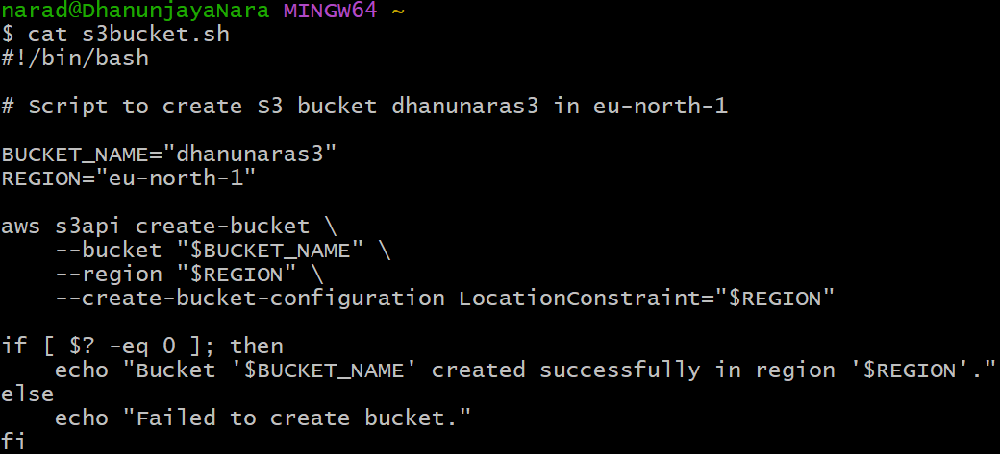 narad@DhanunjayaNara MINGW64 ~
$ cat s3bucket.sh
#!/bin/bash

# Script to create S3 bucket dhanunaras3 in eu-north-1

BUCKET_NAME="dhanunaras3"
REGION="eu-north-1"

aws s3api create-bucket \
    --bucket "$BUCKET_NAME" \
    --region "$REGION" \
    --create-bucket-configuration LocationConstraint="$REGION"

if [ $? -eq 0 ]; then
    echo "Bucket '$BUCKET_NAME' created successfully in region '$REGION'."
else
    echo "Failed to create bucket."
fi